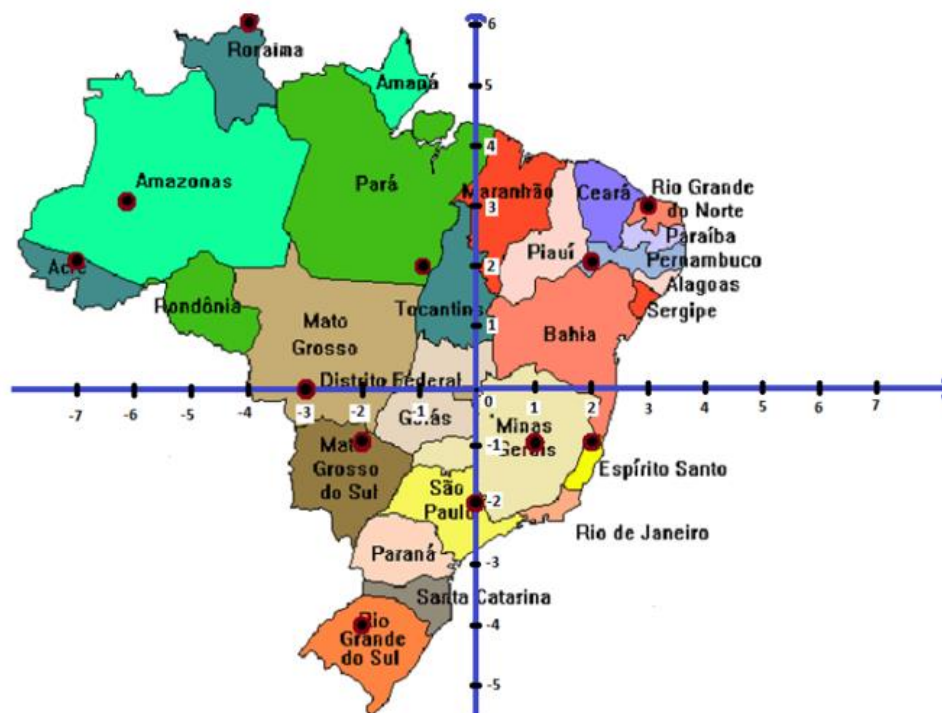 6
Roraima
Amapá
5
4
Amazonas
Pará
Maranhão
Ceará
Rio Grande
do Norte
3
Paraíba
Piauí
Pernambuco
Acre
2
Alagoas
Rondônia
Tocantins
Sergipe
Mato
Grosso
1
Bahia
Distrito Federal
-7 -6 -5 -4 -3 -2 -1 0 1 2 3 4 5 6 7 8
Goiás
Minas
Gerais
-1
Mato
Grosso
do Sul
Espírito Santo
São
Paulo
-2
Rio de Janeiro
Paraná
-3
Santa Catarina
Rio
Grande
do Sul
-4
-5